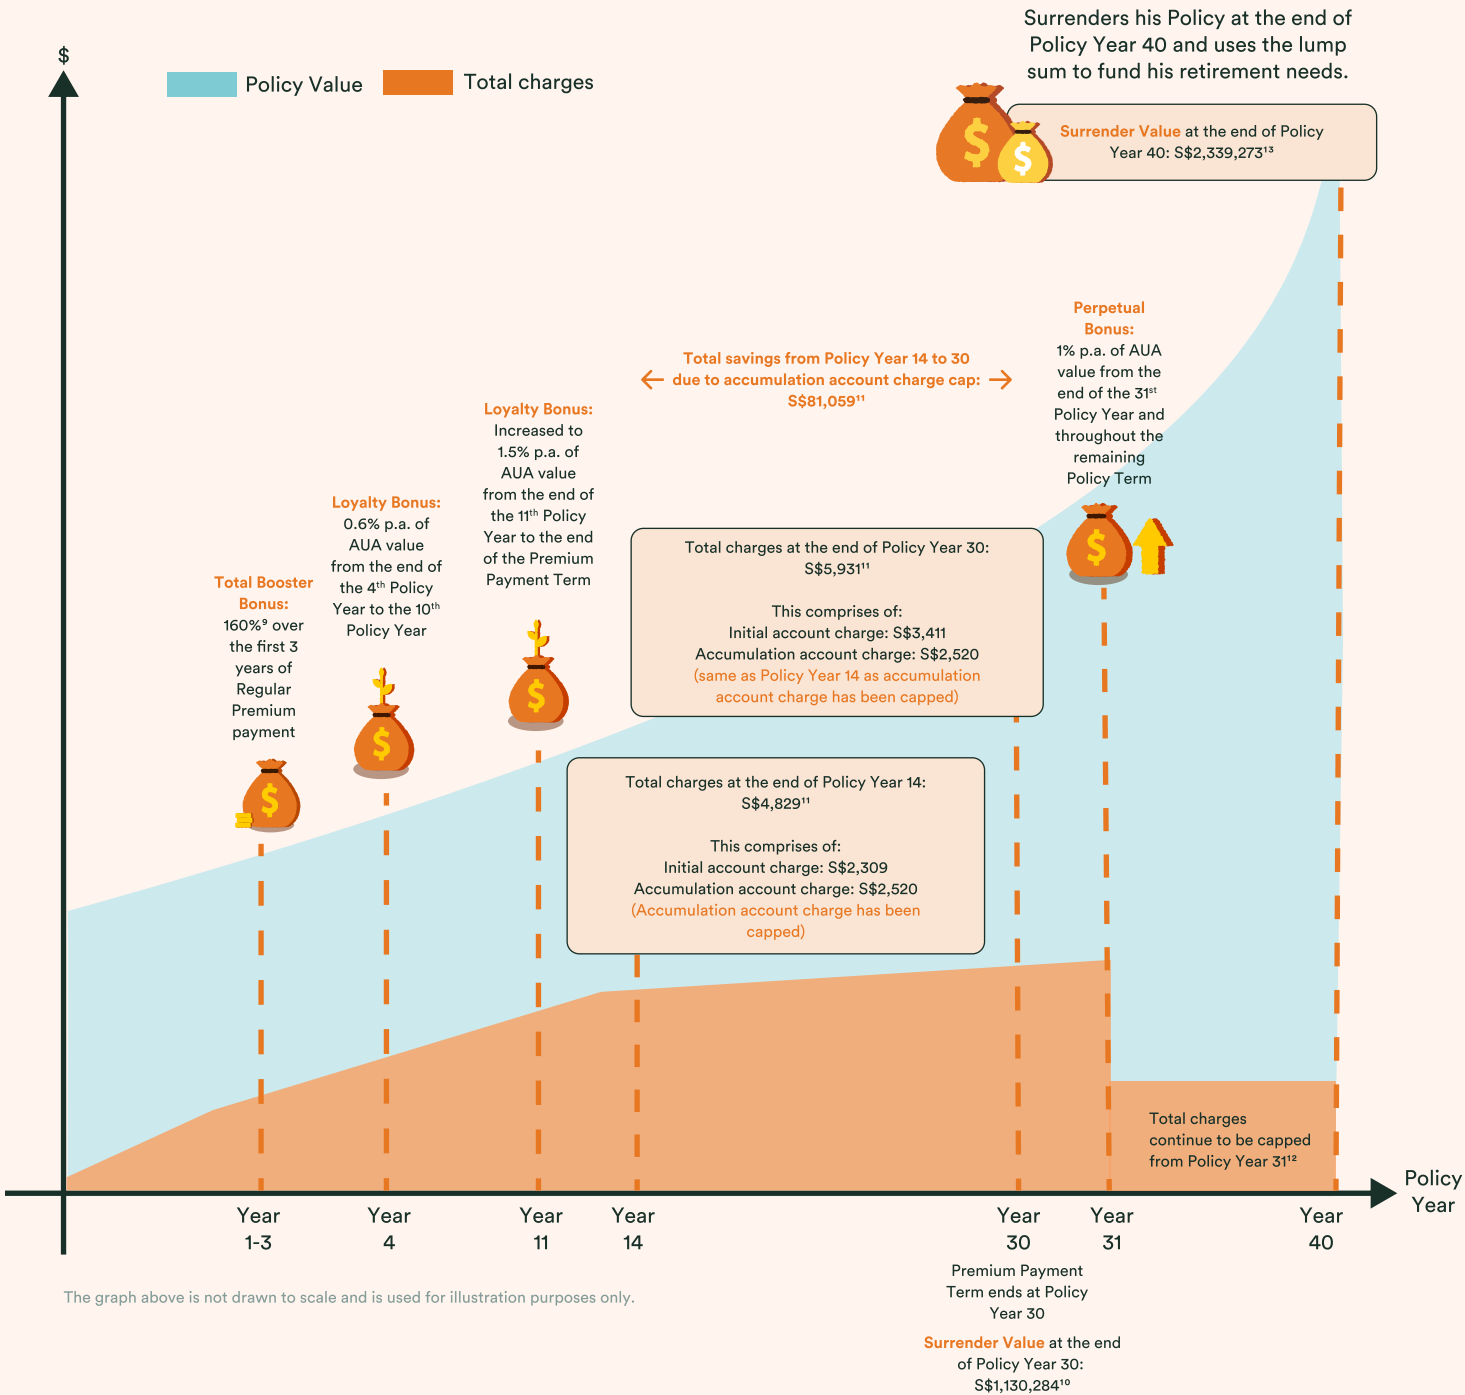 Surrenders his Policy at the end of
Policy Year 40 and uses the lump
sum to fund his retirement needs.
$
Policy Value
Total charges
Surrender Value at the end of Policy
Year 40: S$2,339,273¹³
Perpetual
Bonus:
1% p.a. of AUA
value from the
end of the 31ˢᵗ
Policy Year and
throughout the
remaining
Policy Term
Total savings from Policy Year 14 to 30
due to accumulation account charge cap:
S$81,059¹¹
Loyalty Bonus:
Increased to
1.5% p.a. of
AUA value
from the end of
the 11ᵗʰ Policy
Year to the end
of the Premium
Payment Term
Loyalty Bonus:
0.6% p.a. of
AUA value
from the end of
the 4ᵗʰ Policy
Year to the 10ᵗʰ
Policy Year
Total Booster
Bonus:
160%⁹ over
the first 3
years of
Regular
Premium
payment
Total charges at the end of Policy Year 30:
S$5,931¹¹
This comprises of:
Initial account charge: S$3,411
Accumulation account charge: S$2,520
(same as Policy Year 14 as accumulation
account charge has been capped)
Total charges at the end of Policy Year 14:
S$4,829¹¹
This comprises of:
Initial account charge: S$2,309
Accumulation account charge: S$2,520
(Accumulation account charge has been
capped)
$
$
$
$
$
$
Total charges
continue to be capped
from Policy Year 31¹²
Policy
Year
Year
1-3
Year
4
Year
11
Year
14
Year
30
Year
31
Year
40
Premium Payment
Term ends at Policy
Year 30
Surrender Value at the end
of Policy Year 30:
S$1,130,284¹⁰
The graph above is not drawn to scale and is used for illustration purposes only.